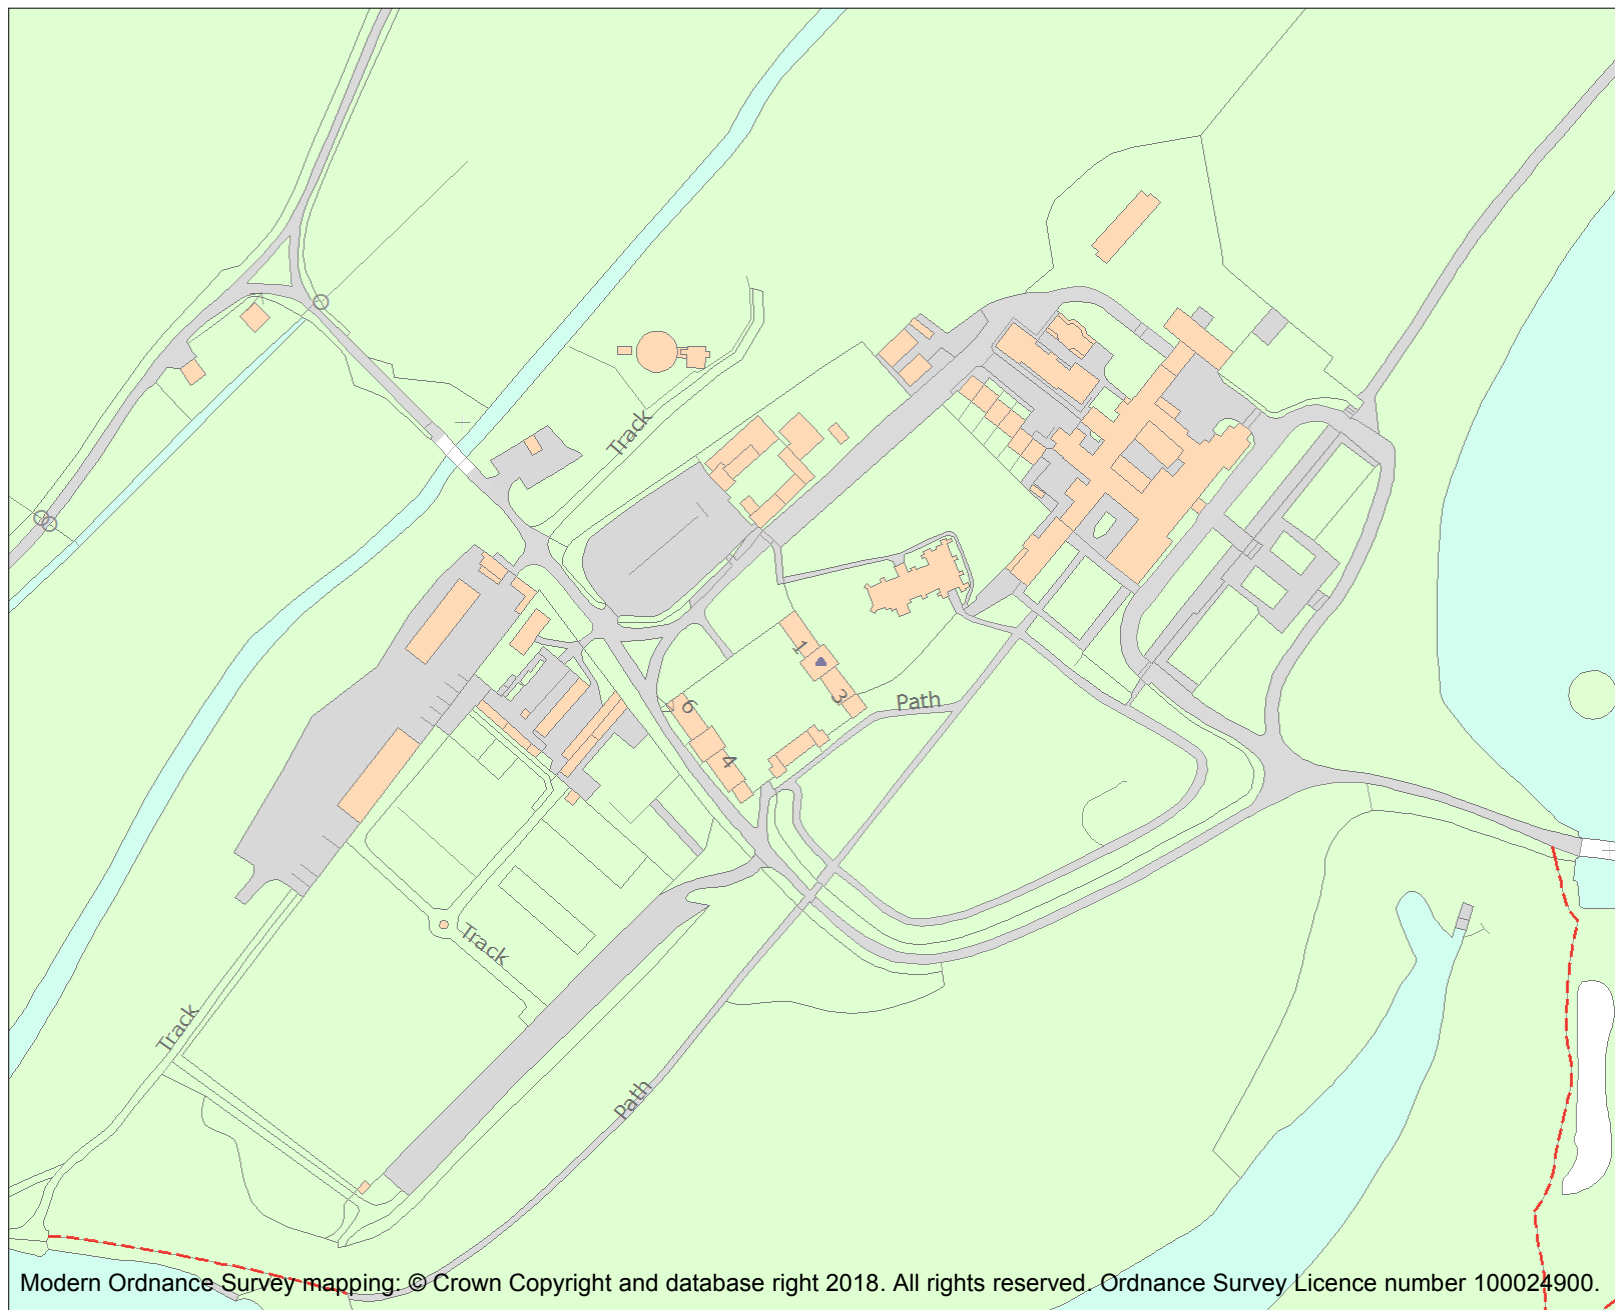 Track
1
3
Path
6
4
Track
Track
Path
Modern Ordnance Survey mapping: © Crown Copyright and database right 2018. All rights reserved. Ordnance Survey Licence number 100024900.